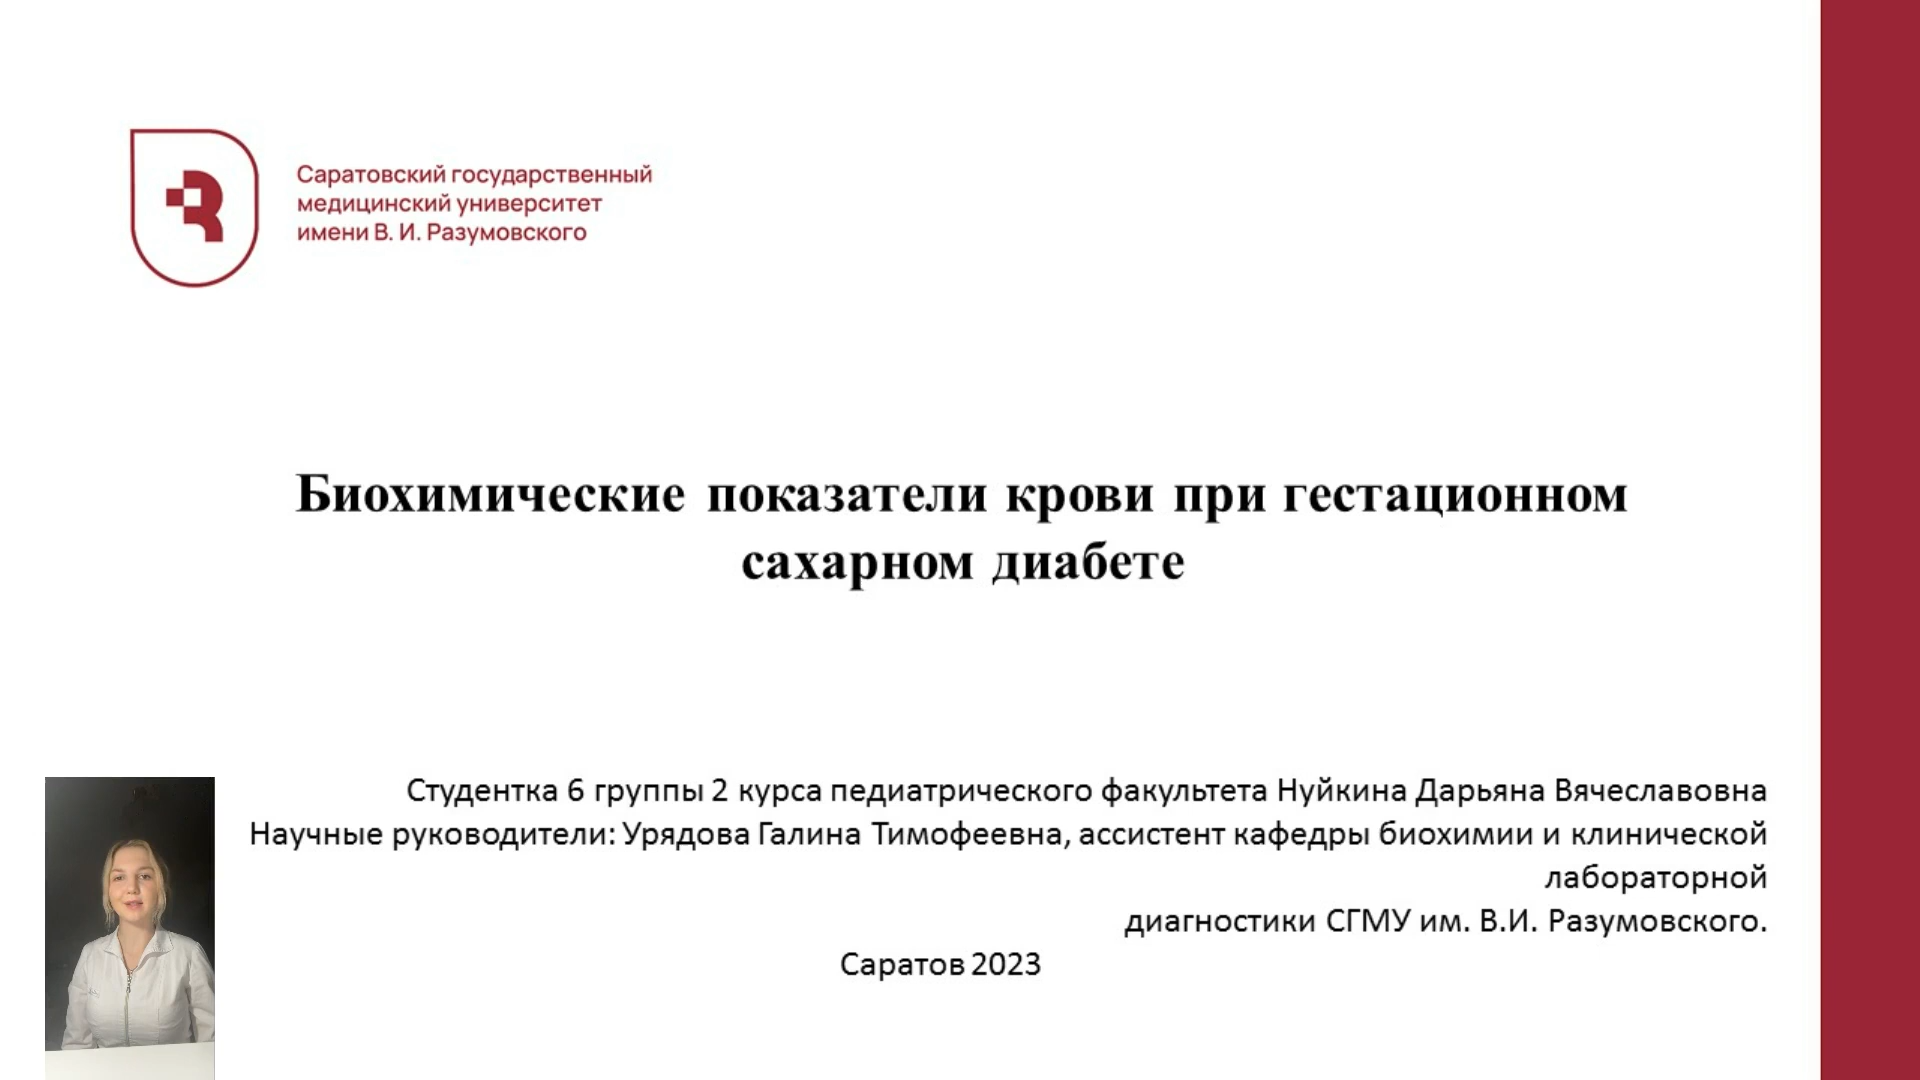 Саратовский государственный
медицинский университет
имени В. И. Разумовского
Биохимические показатели крови при гестационном
сахарном диабете
Студентка 6 группы 2 курса педиатрического факультета Нуйкина Дарьяна Вячеславовна
Научные руководители: Урядова Галина Тимофеевна, ассистент кафедры биохимии и клинической
лабораторной
диагностики СГМУ им. В.И. Разумовского.
Саратов 2023